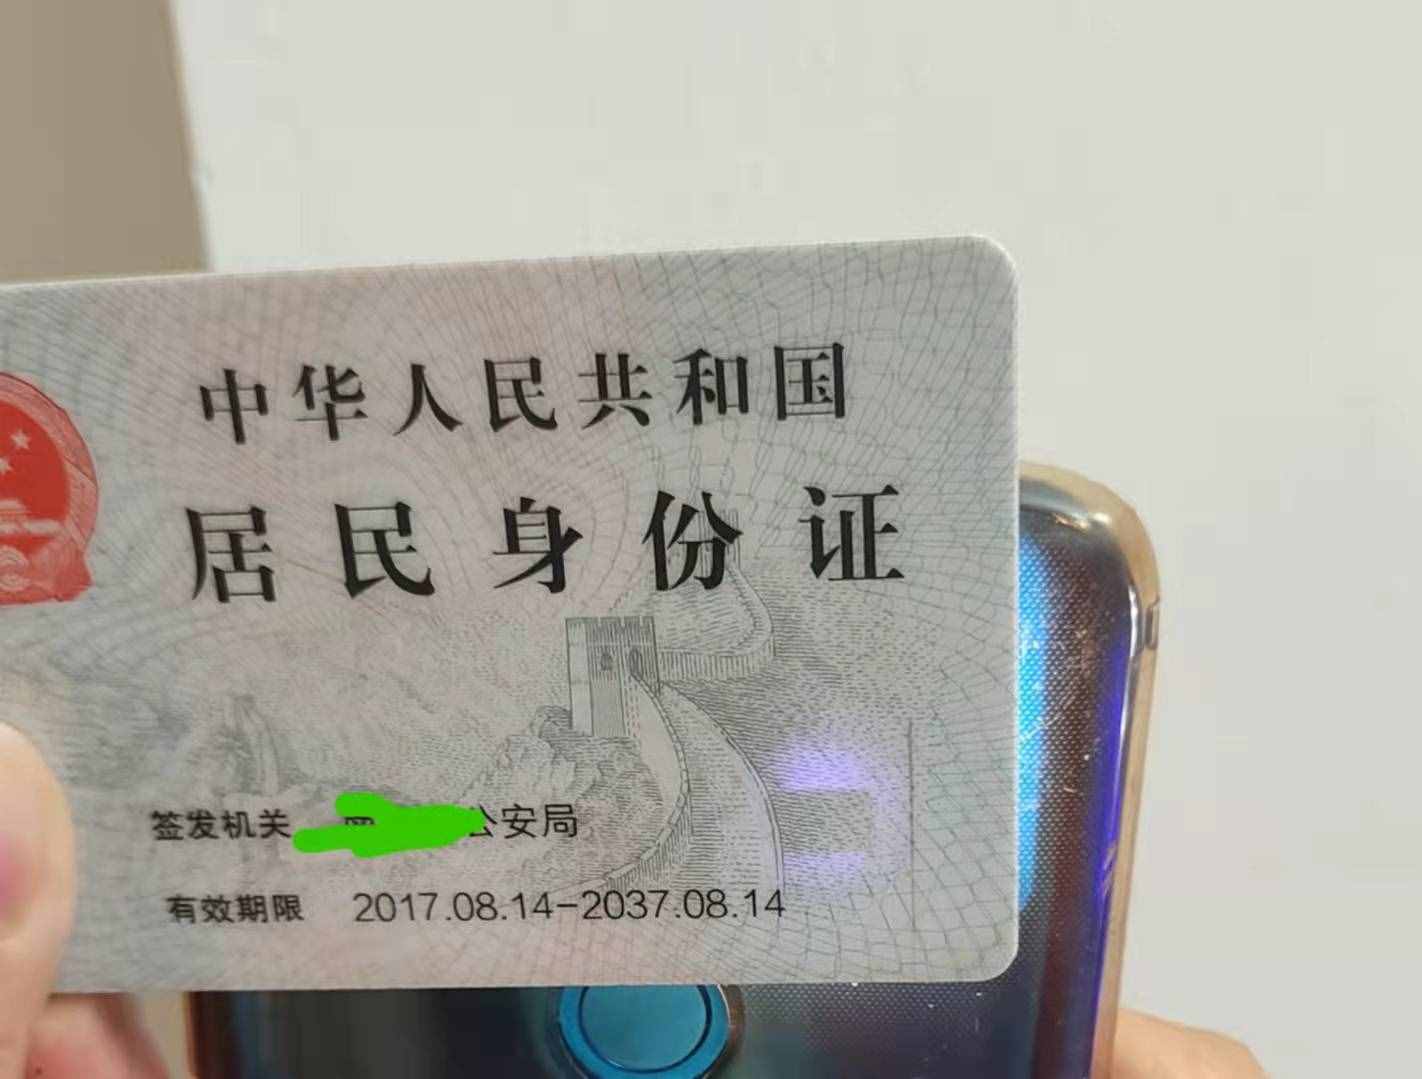 中华人民共和国
居民身份证
签发机关 公安局
有效期限 2017.08.14-2037.08.14